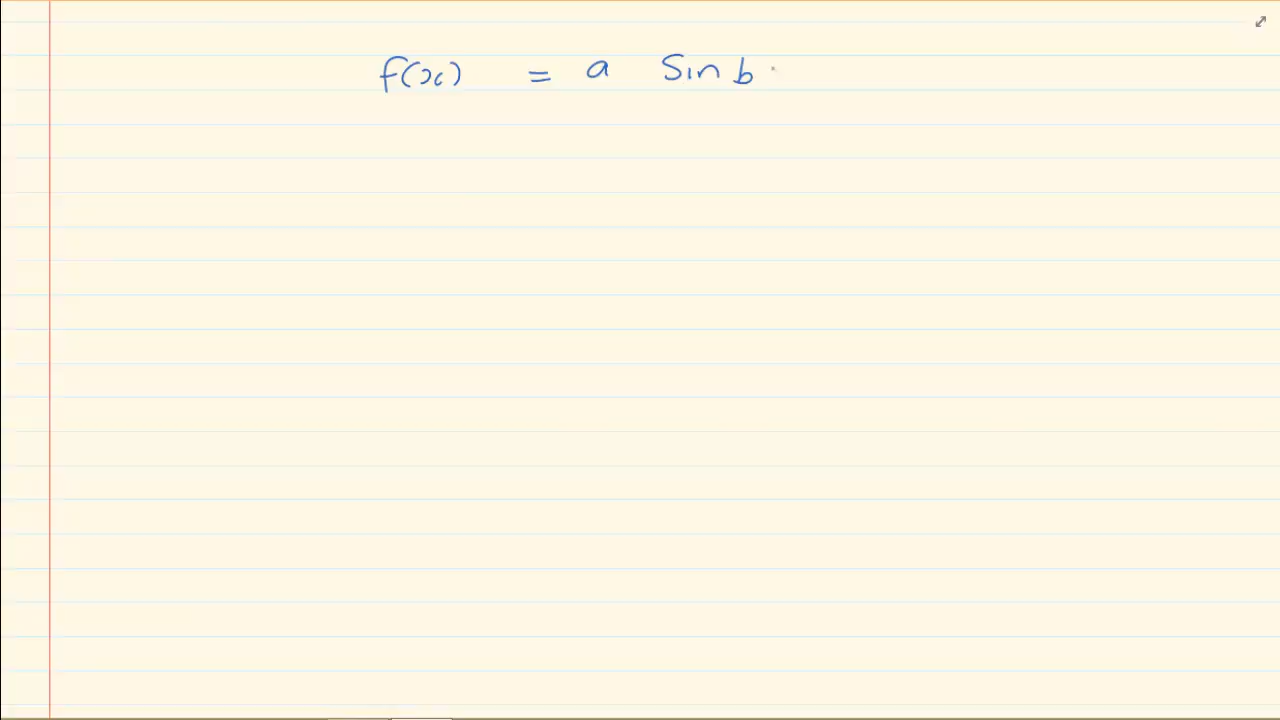 f(x) = a Sin b